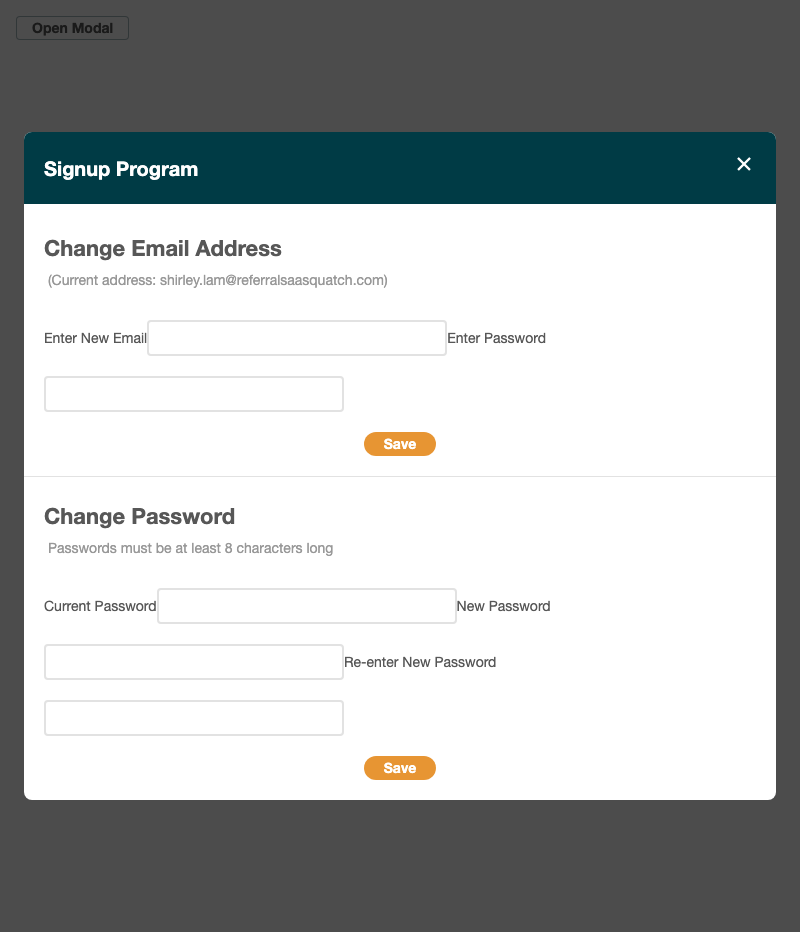 Open Modal
Signup Program
Change Email Address
(Current address: shirley.lam@referralsaasquatch.com)
Enter New Email Enter Password
Save
Change Password
Passwords must be at least 8 characters long
Current Password New Password
Re-enter New Password
Save